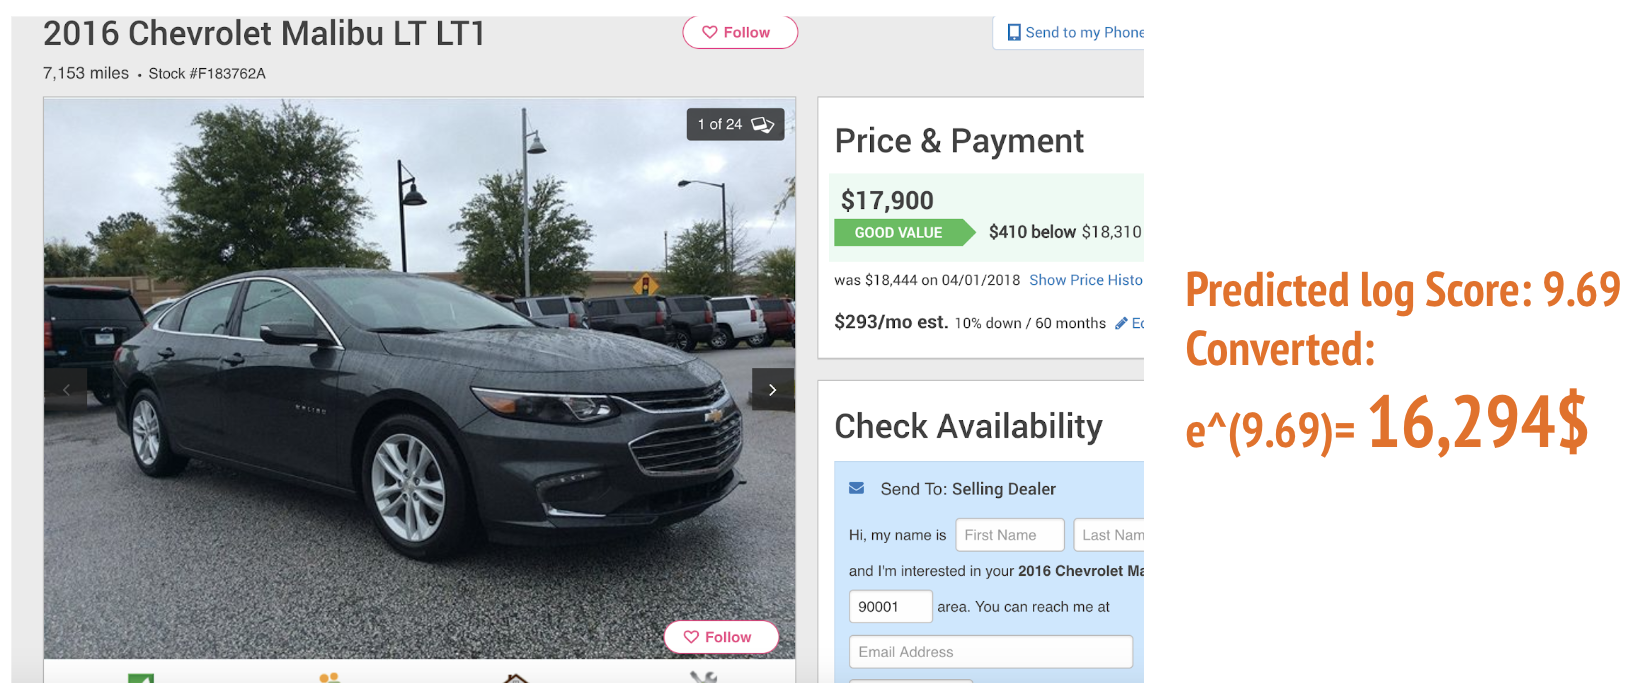 2016 Chevrolet Malibu LT LT1
Follow
Send to my Phone
7,153 miles · Stock #F183762A
1 of 24
MALIBU
Follow
Price & Payment
$17,900
GOOD VALUE $410 below $18,310
was $18,444 on 04/01/2018 Show Price Histo
$293/mo est. 10% down / 60 months Ec
Check Availability
Send To: Selling Dealer
Hi, my name is First Name Last Nam
and I'm interested in your 2016 Chevrolet Ma
90001 area. You can reach me at
Email Address
Predicted log Score: 9.69
Converted:
e^(9.69)= 16,294$